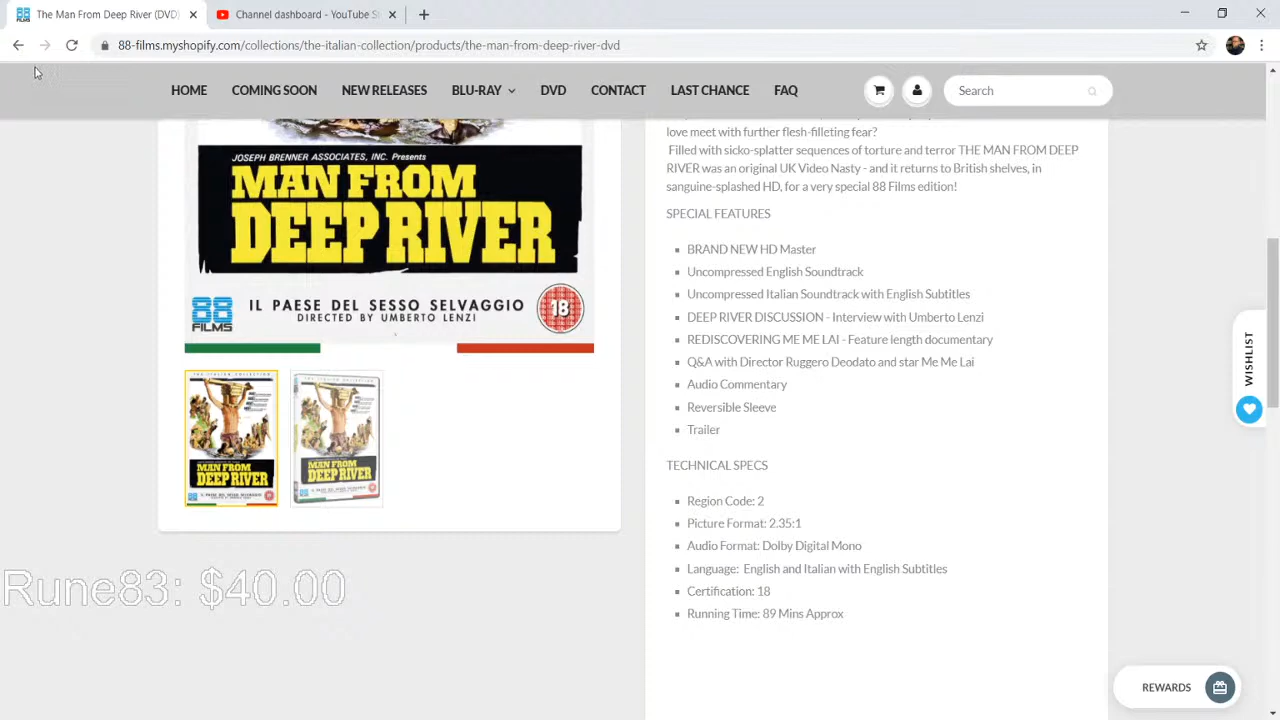 The Man From Deep River (DVD)
Channel dashboard - YouTube St
88-films.myshopify.com/collections/the-italian-collection/products/the-man-from-deep-river-dvd
HOME COMING SOON NEW RELEASES BLU-RAY DVD CONTACT LAST CHANCE FAQ
Search
love meet with further flesh-filleting fear?
Filled with sicko-splatter sequences of torture and terror THE MAN FROM DEEP
RIVER was an original UK Video Nasty - and it returns to British shelves, in
sanguine-splashed HD, for a very special 88 Films edition!
JOSEPH BRENNER ASSOCIATES, INC. Presents
MAN FROM
DEEP RIVER
88
FILMS
IL PAESE DEL SESSO SELVAGGIO
DIRECTED BY UMBERTO LENZI
18
SPECIAL FEATURES
BRAND NEW HD Master
Uncompressed English Soundtrack
Uncompressed Italian Soundtrack with English Subtitles
DEEP RIVER DISCUSSION - Interview with Umberto Lenzi
REDISCOVERING ME ME LAI - Feature length documentary
Q&A with Director Ruggero Deodato and star Me Me Lai
Audio Commentary
Reversible Sleeve
Trailer
TECHNICAL SPECS
Region Code: 2
Picture Format: 2.35:1
Audio Format: Dolby Digital Mono
Language: English and Italian with English Subtitles
Certification: 18
Running Time: 89 Mins Approx
MAN FROM
DEEP RIVER
MAN FROM
DEEP RIVER
Rune83: $40.00
WISHLIST
REWARDS